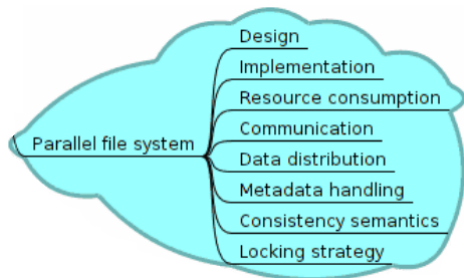 Design
Implementation
Resource consumption
Communication
Parallel file system
Data distribution
Metadata handling
Consistency semantics
Locking strategy